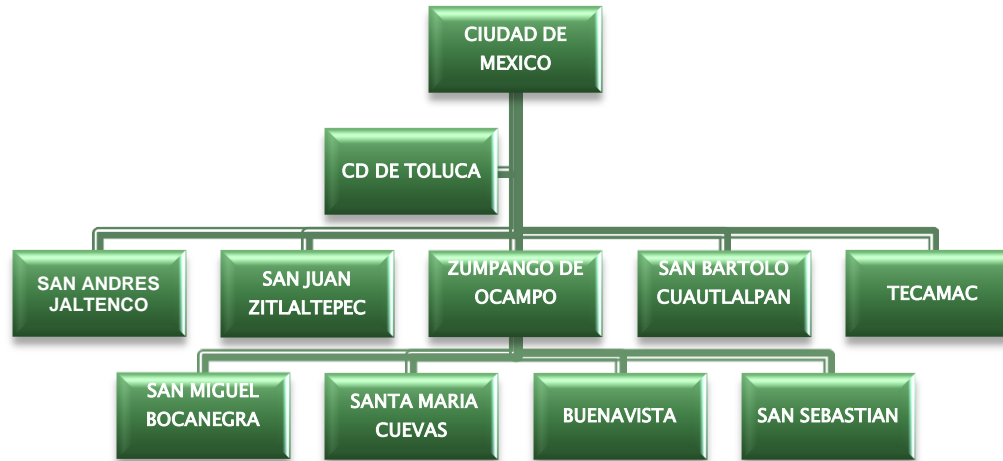 CIUDAD DE
MEXICO
CD DE TOLUCA
SAN ANDRES
JALTENCO
SAN JUAN
ZITLALTEPEC
ZUMPANGO DE
OCAMPO
SAN BARTOLO
CUAUTLALPAN
TECAMAC
SAN MIGUEL
BOCANEGRA
SANTA MARIA
CUEVAS
BUENAVISTA
SAN SEBASTIAN